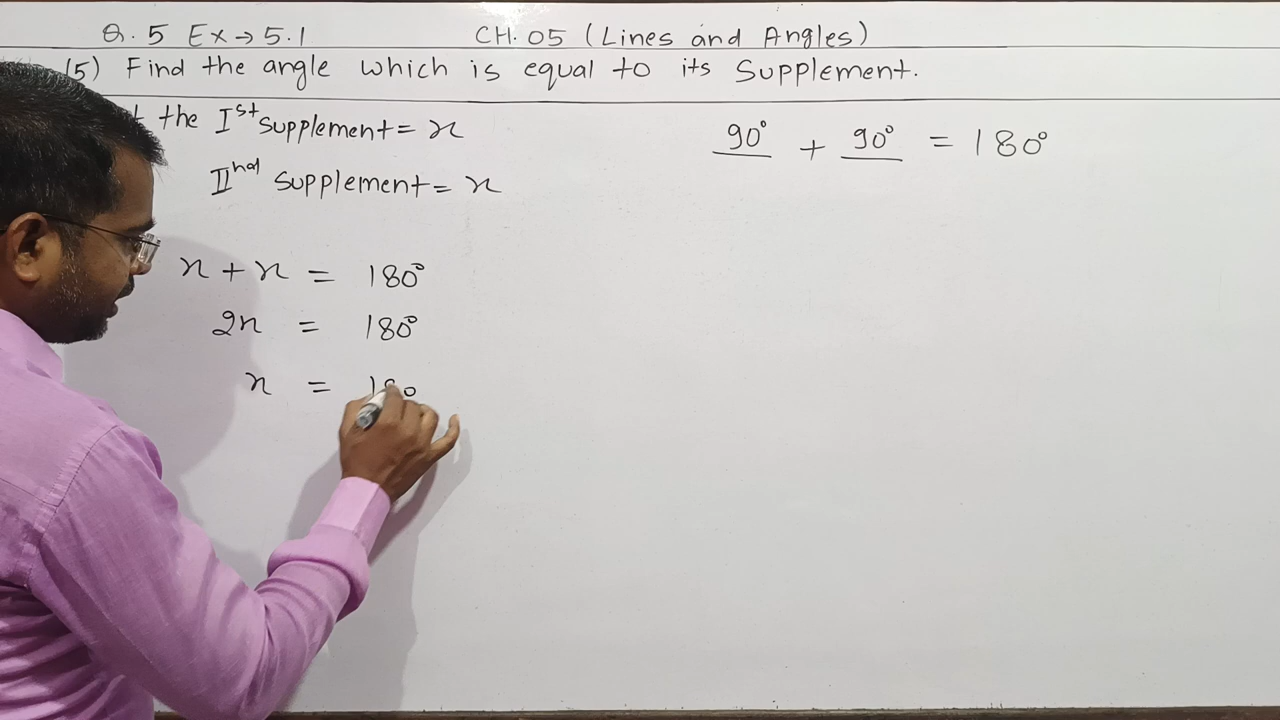 Q. 5 Ex → 5.1 CH. 05 (Lines and Angles)
(5) Find the angle which is equal to its Supplement.
the Ist Supplement = x
90° + 90° = 180°
IInd Supplement = x
x + x = 180°
2x = 180°
x = 180